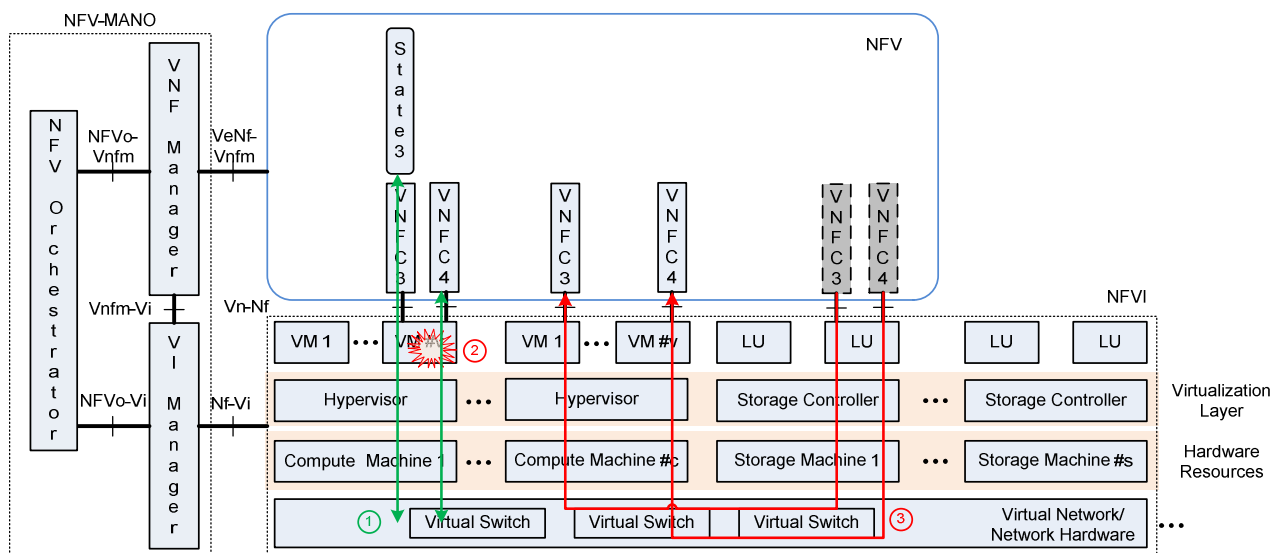 NFV-MANO
NFV
State3
VNF Manager
NFV Orchestrator
NFVo-
Vnfm
VeNf-
Vnfm
VNFC3
VNFC4
VNFC3
VNFC4
VNFC3
VNFC4
Vnfm-Vi
Vn-Nf
NFVI
VM 1
•••
VM
2
VM 1
•••
VM #v
LU
LU
LU
LU
VI Manager
NFVo-Vi
Nf-Vi
Hypervisor
•••
Hypervisor
Storage Controller
•••
Storage Controller
Virtualization
Layer
Compute Machine 1
•••
Compute Machine #c
Storage Machine 1
•••
Storage Machine #s
Hardware
Resources
1
Virtual Switch
Virtual Switch
Virtual Switch
3
Virtual Network/
Network Hardware
•••